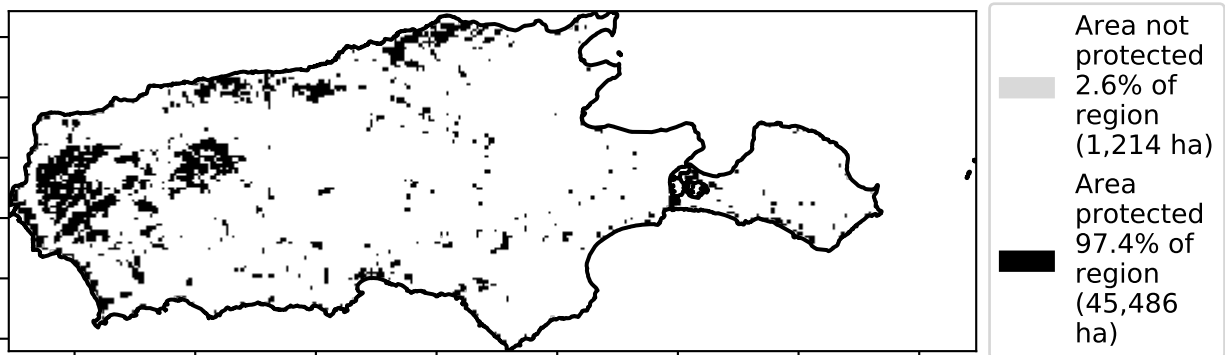 Area not
protected
2.6% of
region
(1,214 ha)
Area
protected
97.4% of
region
(45,486
ha)